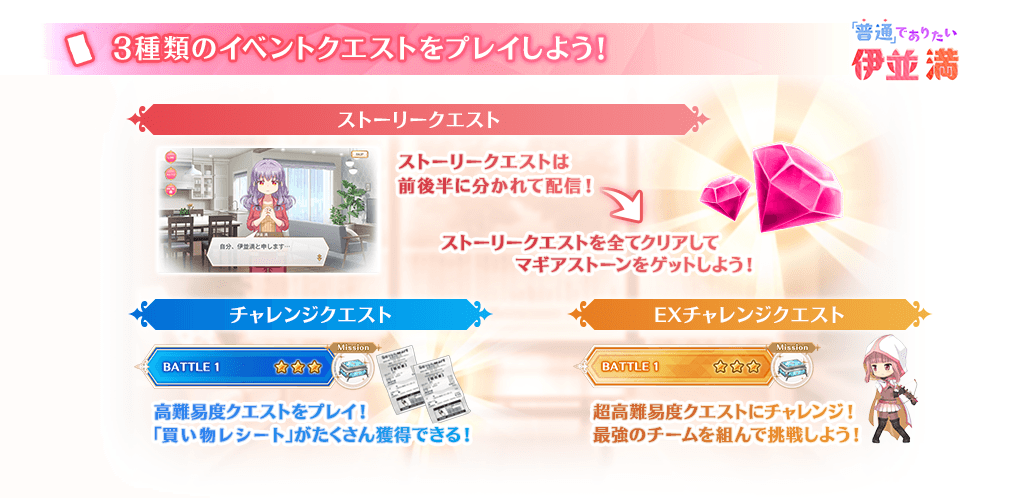 3種類のイベントクエストをプレイしよう！
「普通」でありたい
伊並満
ストーリークエスト
ストーリークエストは
前後半に分かれて配信！
自分、伊並満と申します…
ストーリークエストを全てクリアして
マギアストーンをゲットしよう！
チャレンジクエスト
EXチャレンジクエスト
Mission
BATTLE 1
Mission
BATTLE 1
高難易度クエストをプレイ！
「買い物レシート」がたくさん獲得できる！
超高難易度クエストにチャレンジ！
最強のチームを組んで挑戦しよう！